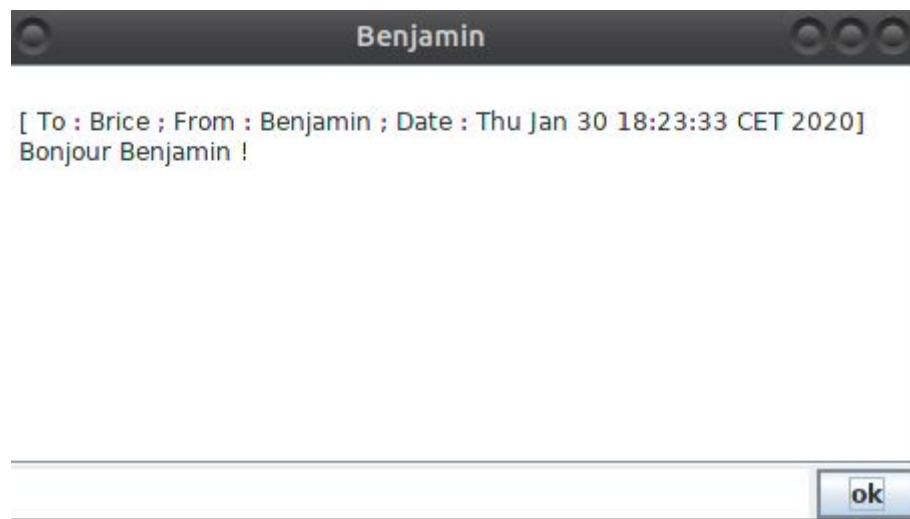 Benjamin
[ To : Brice ; From : Benjamin ; Date : Thu Jan 30 18:23:33 CET 2020]
Bonjour Benjamin !
ok